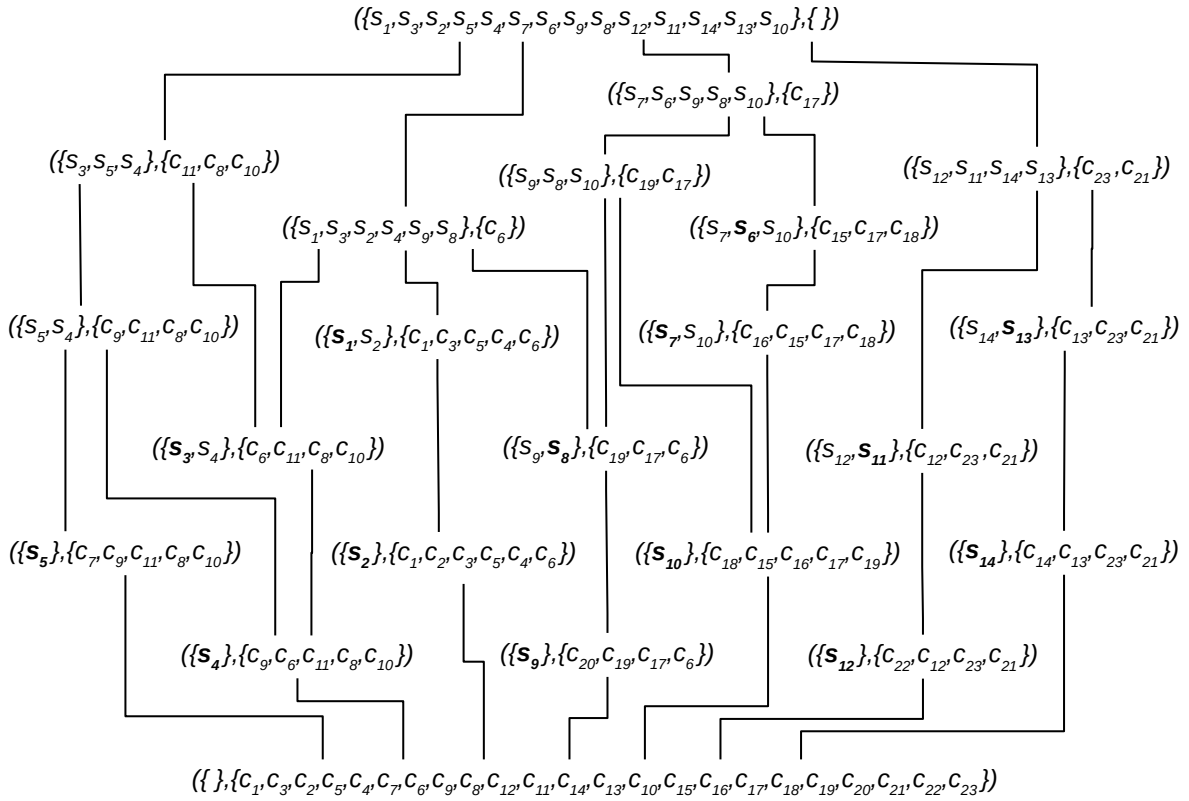 ({s1,s3,s2,s5,s4,s7,s6,s9,s8,s12,s11,s14,s13,s10},{ })
({s7,s6,s9,s8,s10},{c17})
({s3,s5,s4},{c11,c8,c10})
({s9,s8,s10},{c19,c17})
({s12,s11,s14,s13},{c23,c21})
({s1,s3,s2,s4,s9,s8},{c6})
({s7,s6,s10},{c15,c17,c18})
({s5,s4},{c9,c11,c8,c10})
({s1,s2},{c1,c3,c5,c4,c6})
({s7,s10},{c16,c15,c17,c18})
({s14,s13},{c13,c23,c21})
({s3,s4},{c6,c11,c8,c10})
({s9,s8},{c19,c17,c6})
({s12,s11},{c12,c23,c21})
({s5},{c7,c9,c11,c8,c10})
({s2},{c1,c2,c3,c5,c4,c6})
({s10},{c18,c15,c16,c17,c19})
({s14},{c14,c13,c23,c21})
({s4},{c9,c6,c11,c8,c10})
({s9},{c20,c19,c17,c6})
({s12},{c22,c12,c23,c21})
({ },{c1,c3,c2,c5,c4,c7,c6,c9,c8,c12,c11,c14,c13,c10,c15,c16,c17,c18,c19,c20,c21,c22,c23})